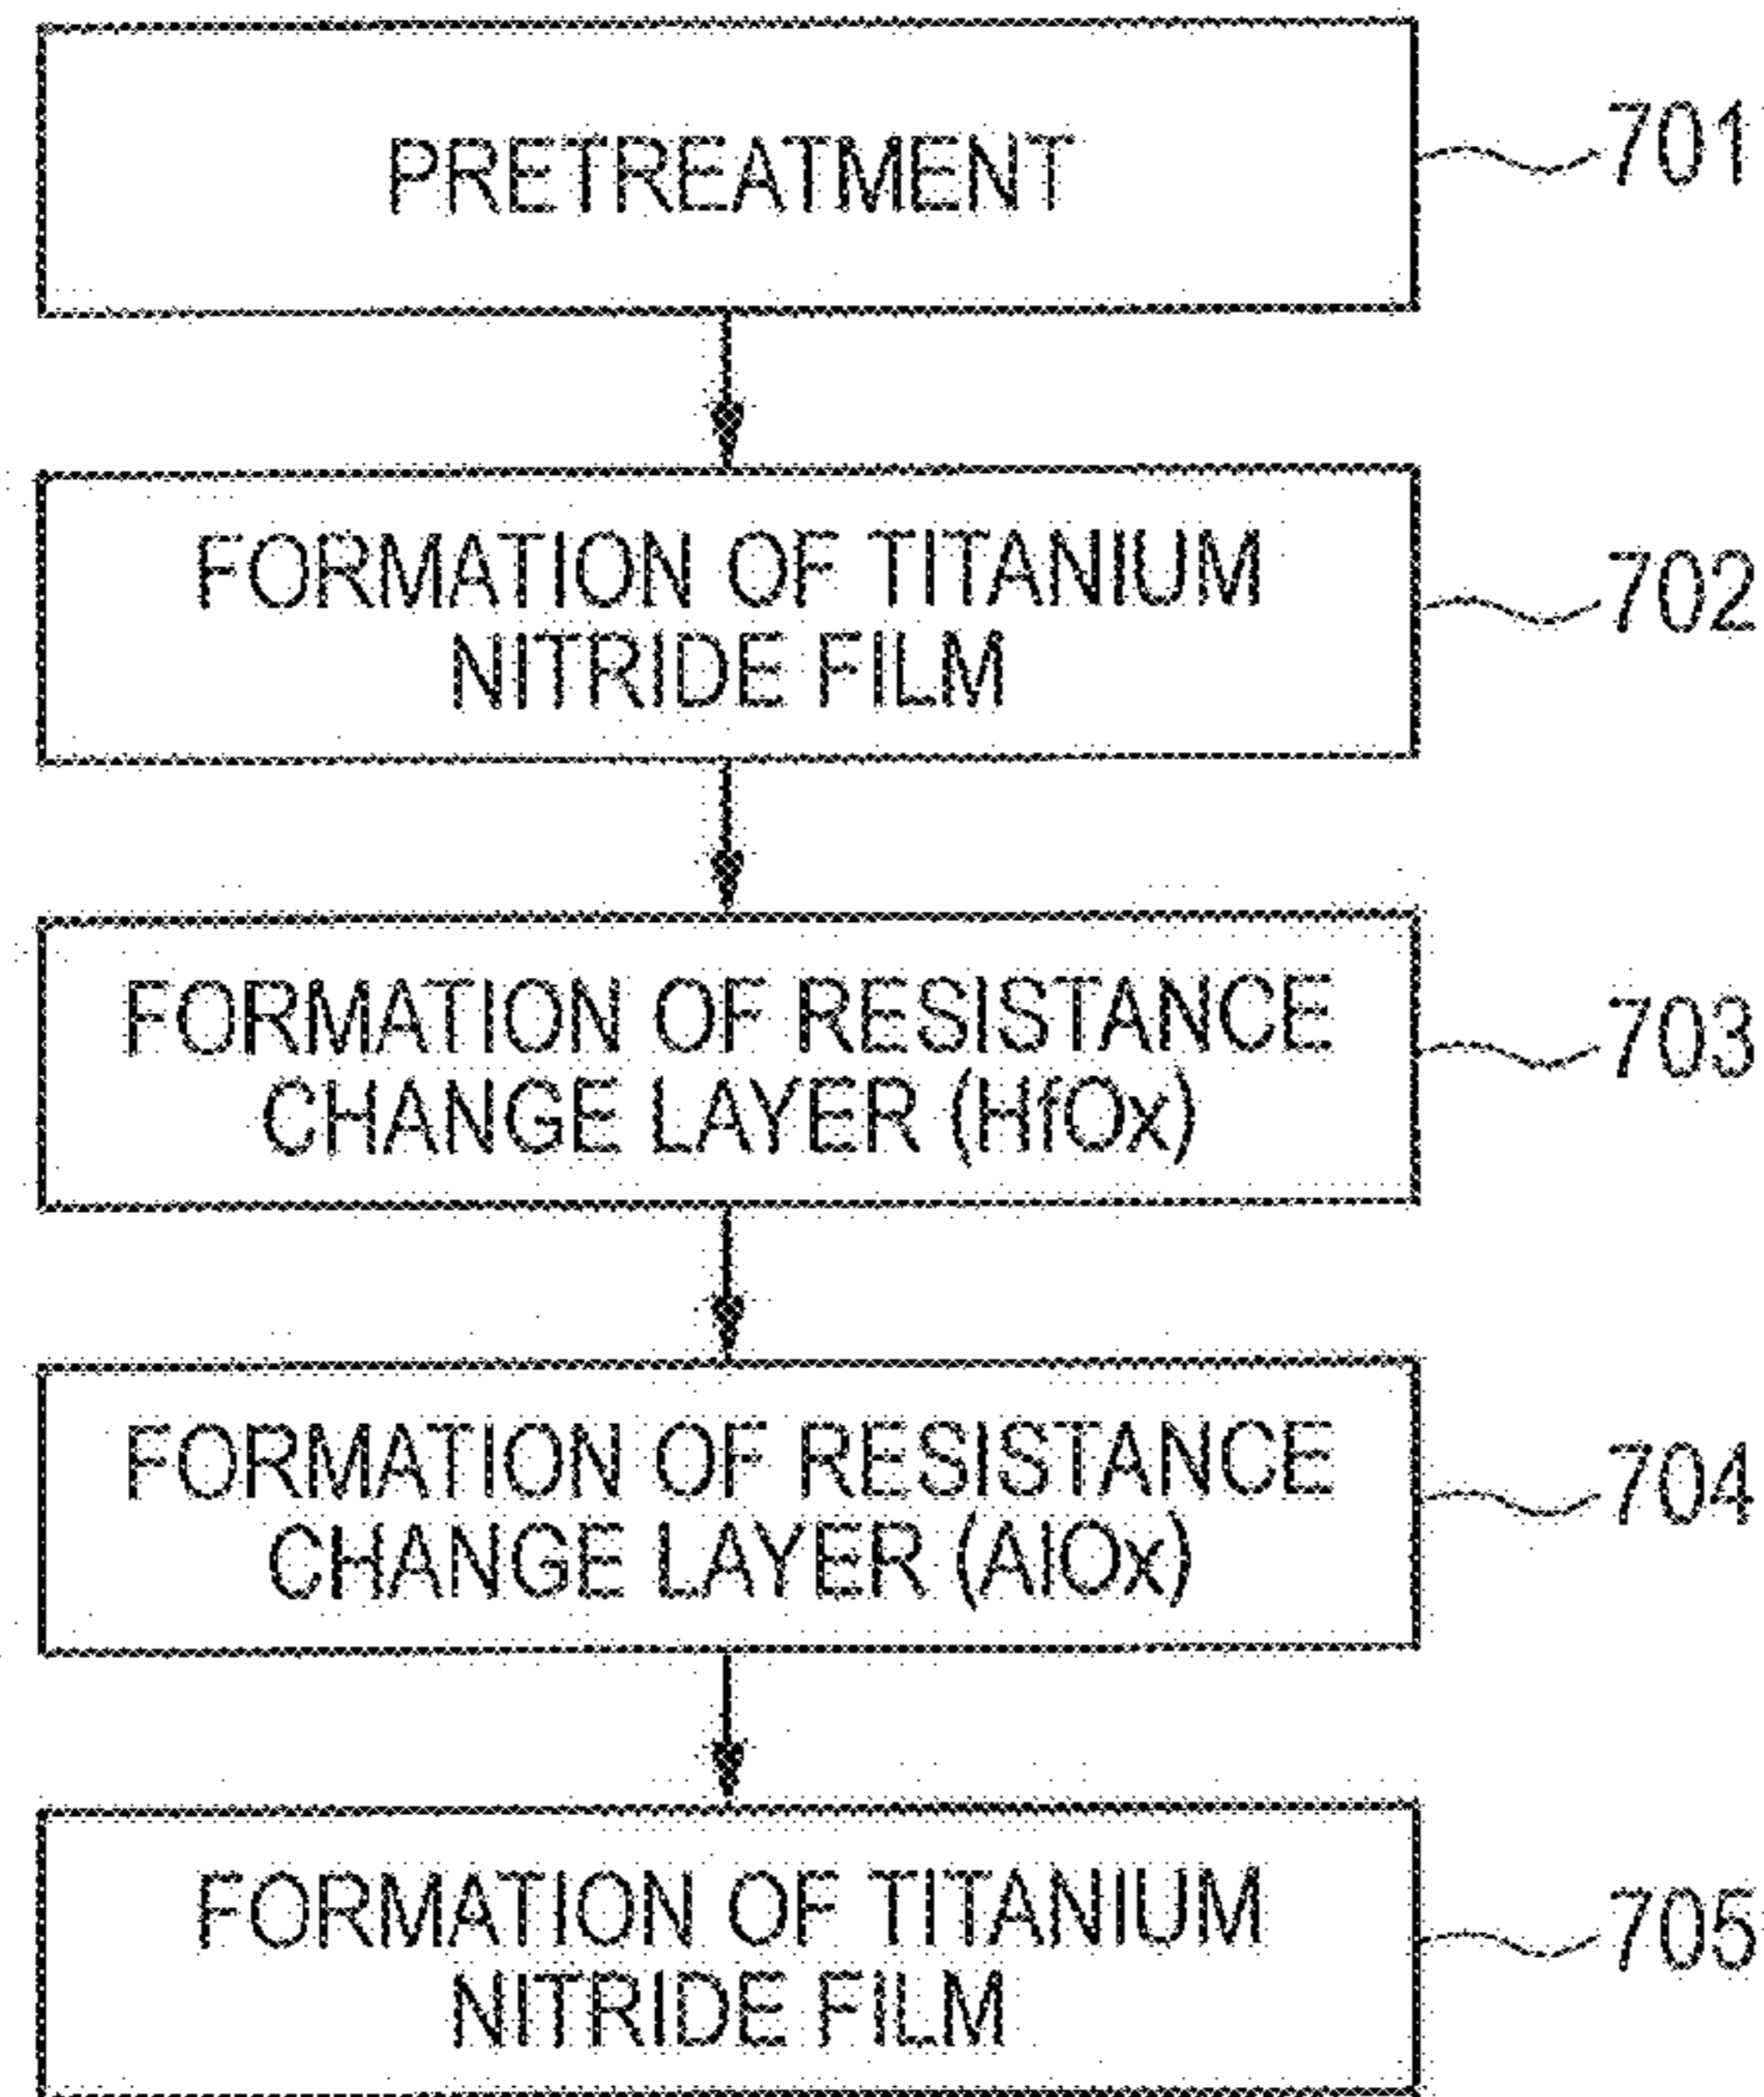 PRETREATMENT
701
FORMATION OF TITANIUM
NITRIDE FILM
702
FORMATION OF RESISTANCE
CHANGE LAYER (HfOx)
703
FORMATION OF RESISTANCE
CHANGE LAYER (AlOx)
704
FORMATION OF TITANIUM
NITRIDE FILM
705